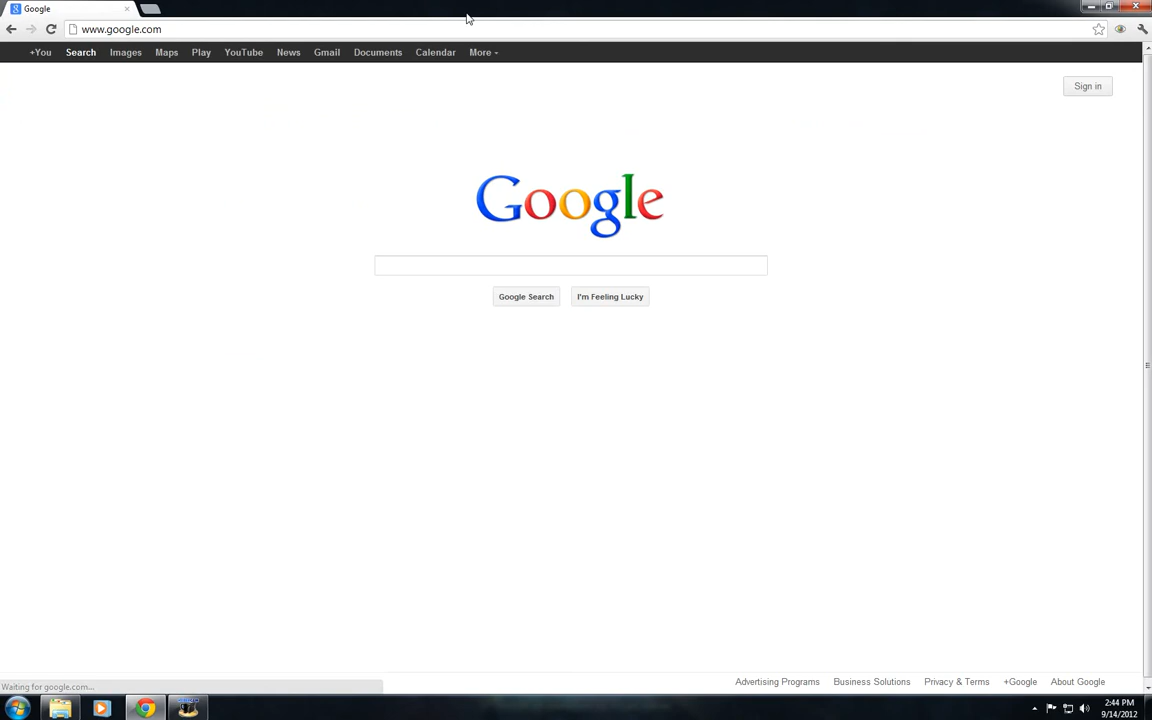 Google
www.google.com
+You Search Images Maps Play YouTube News Gmail Documents Calendar More
Sign in
Google
Google Search I'm Feeling Lucky
Advertising Programs Business Solutions Privacy & Terms +Google About Google
Waiting for google.com...
2:44 PM
9/14/2012